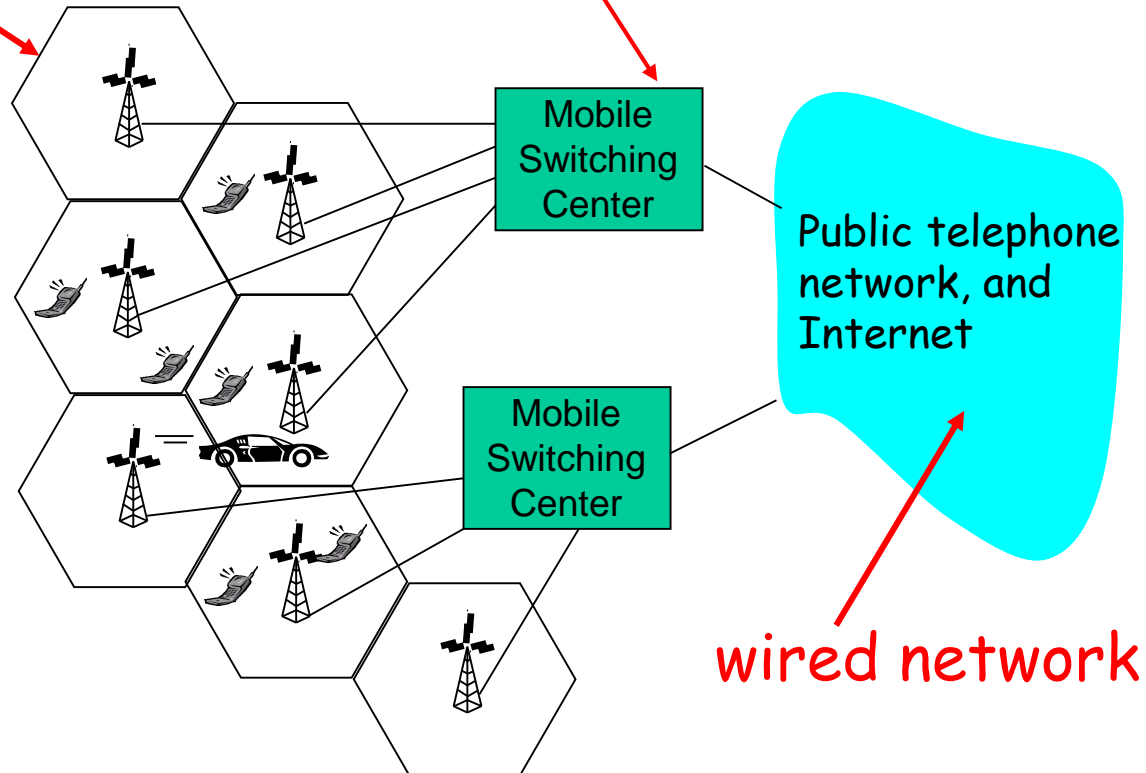 Mobile
Switching
Center
Public telephone
network, and
Internet
Mobile
Switching
Center
wired network